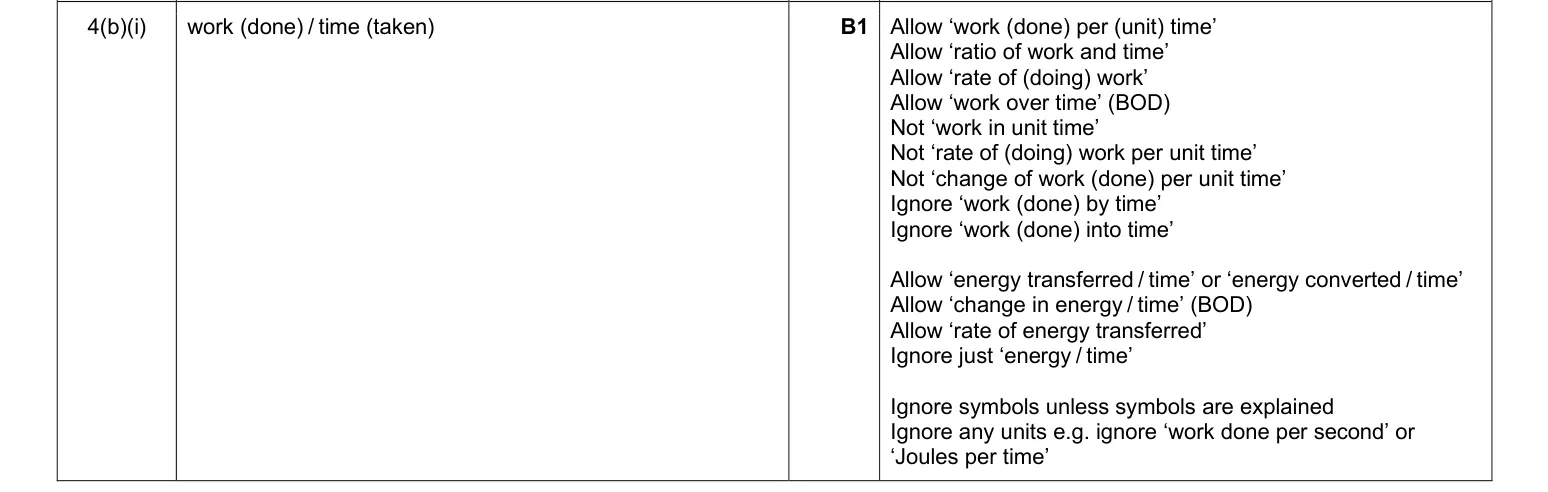 4(b)(i) work (done) / time (taken) B1 Allow ‘work (done) per (unit) time’
Allow ‘ratio of work and time’
Allow ‘rate of (doing) work’
Allow ‘work over time’ (BOD)
Not ‘work in unit time’
Not ‘rate of (doing) work per unit time’
Not ‘change of work (done) per unit time’
Ignore ‘work (done) by time’
Ignore ‘work (done) into time’
Allow ‘energy transferred / time’ or ‘energy converted / time’
Allow ‘change in energy / time’ (BOD)
Allow ‘rate of energy transferred’
Ignore just ‘energy / time’
Ignore symbols unless symbols are explained
Ignore any units e.g. ignore ‘work done per second’ or
‘Joules per time’